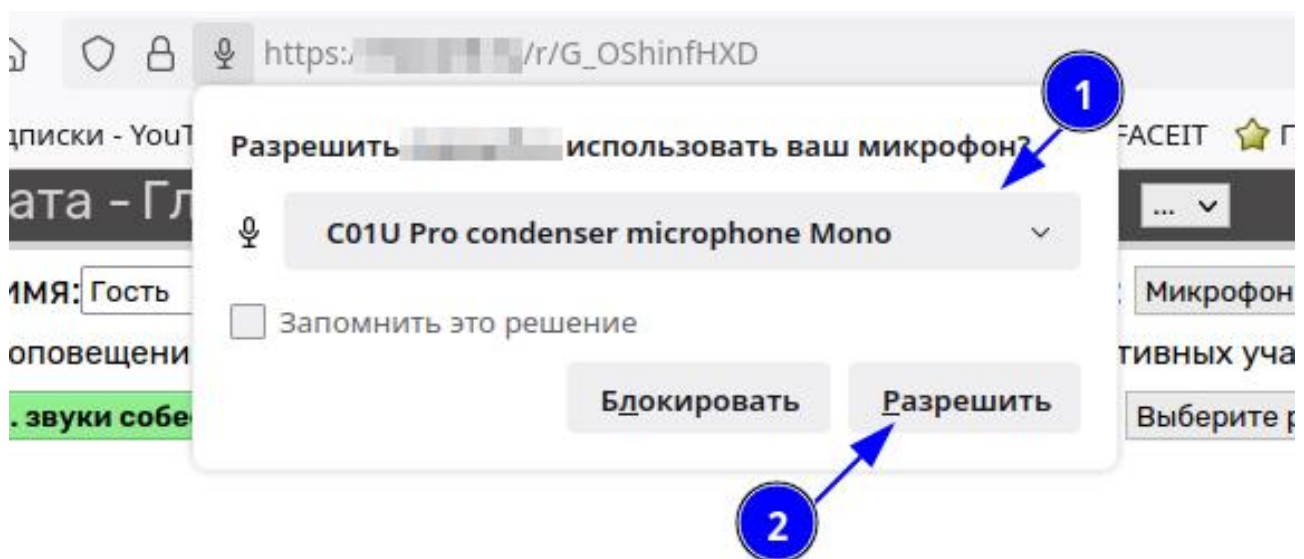 https:/ /r/G_OShinfHXD
1
дписки - YouT
FACEIT
Разрешить использовать ваш микрофон?
ата – Гл
...
C01U Pro condenser microphone Mono
ИМЯ: Гость
Микрофон
Запомнить это решение
оповещени
тивных уча
Блокировать
Разрешить
. звуки собе
Выберите р
2